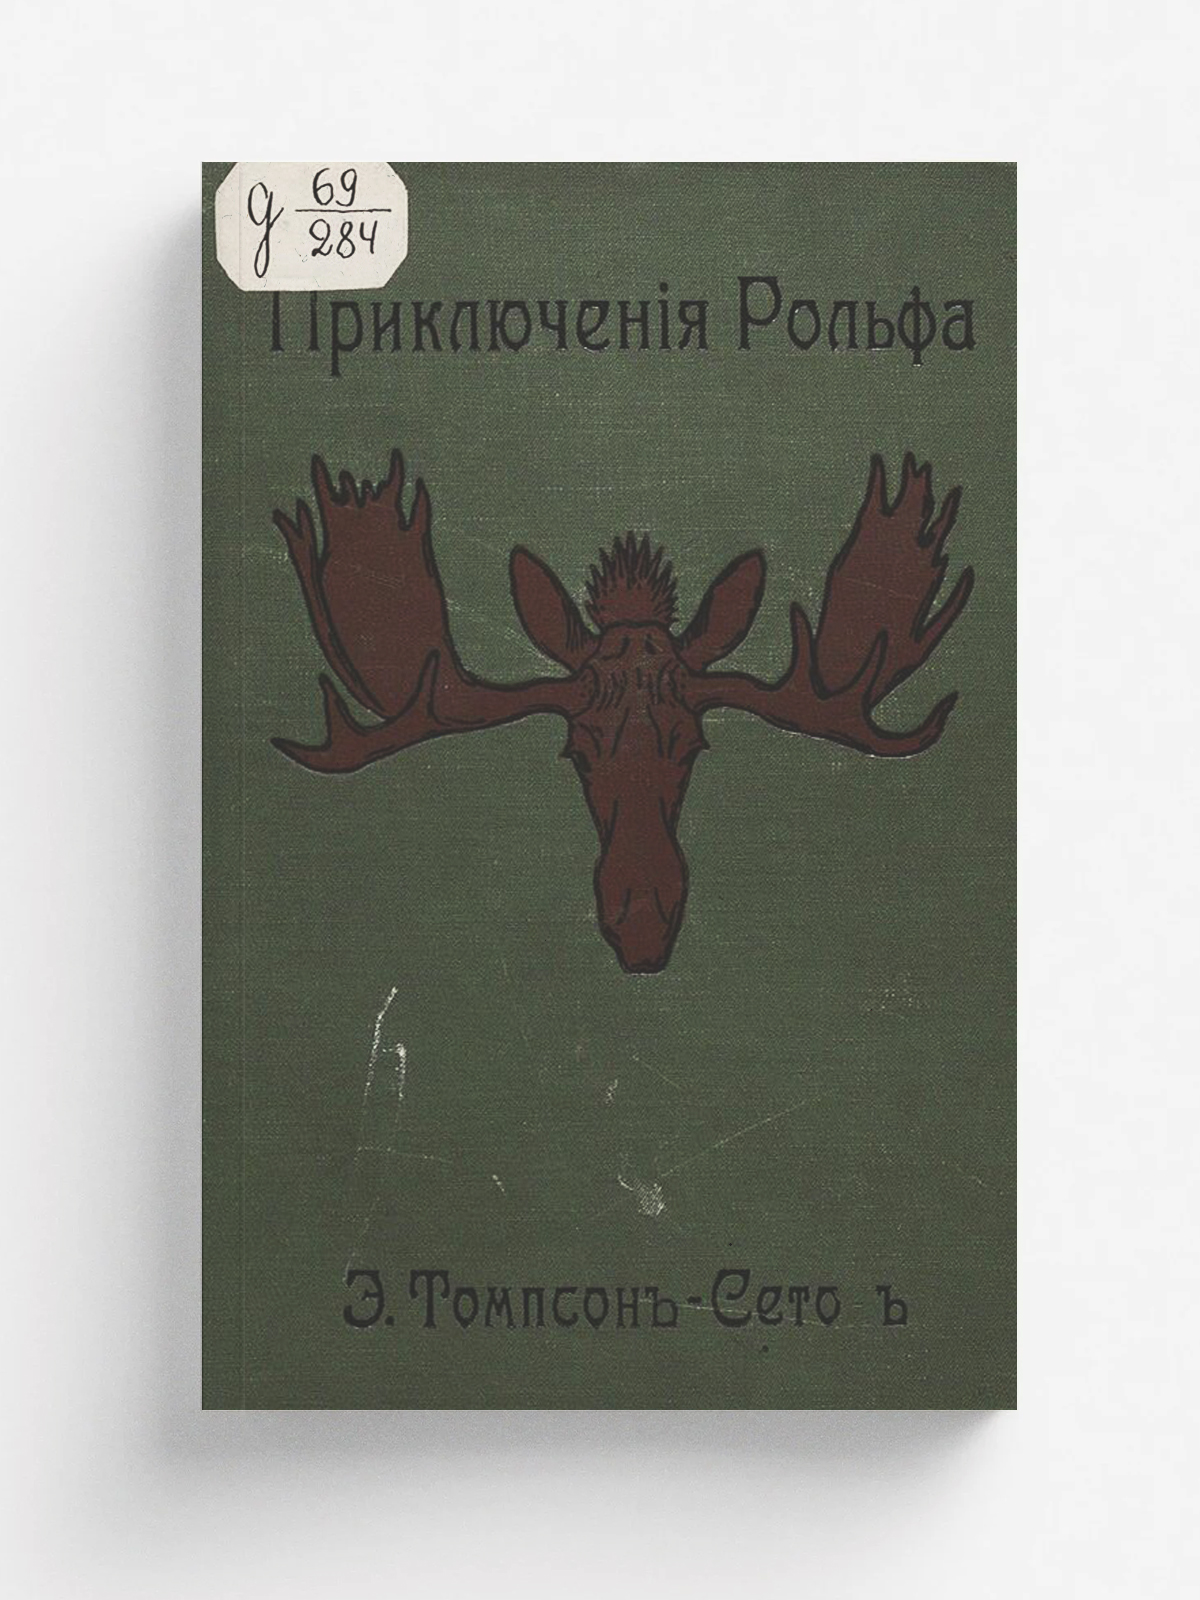 д 69
284
Приключенія Рольфа
Э. Томпсонъ-Сето ъ